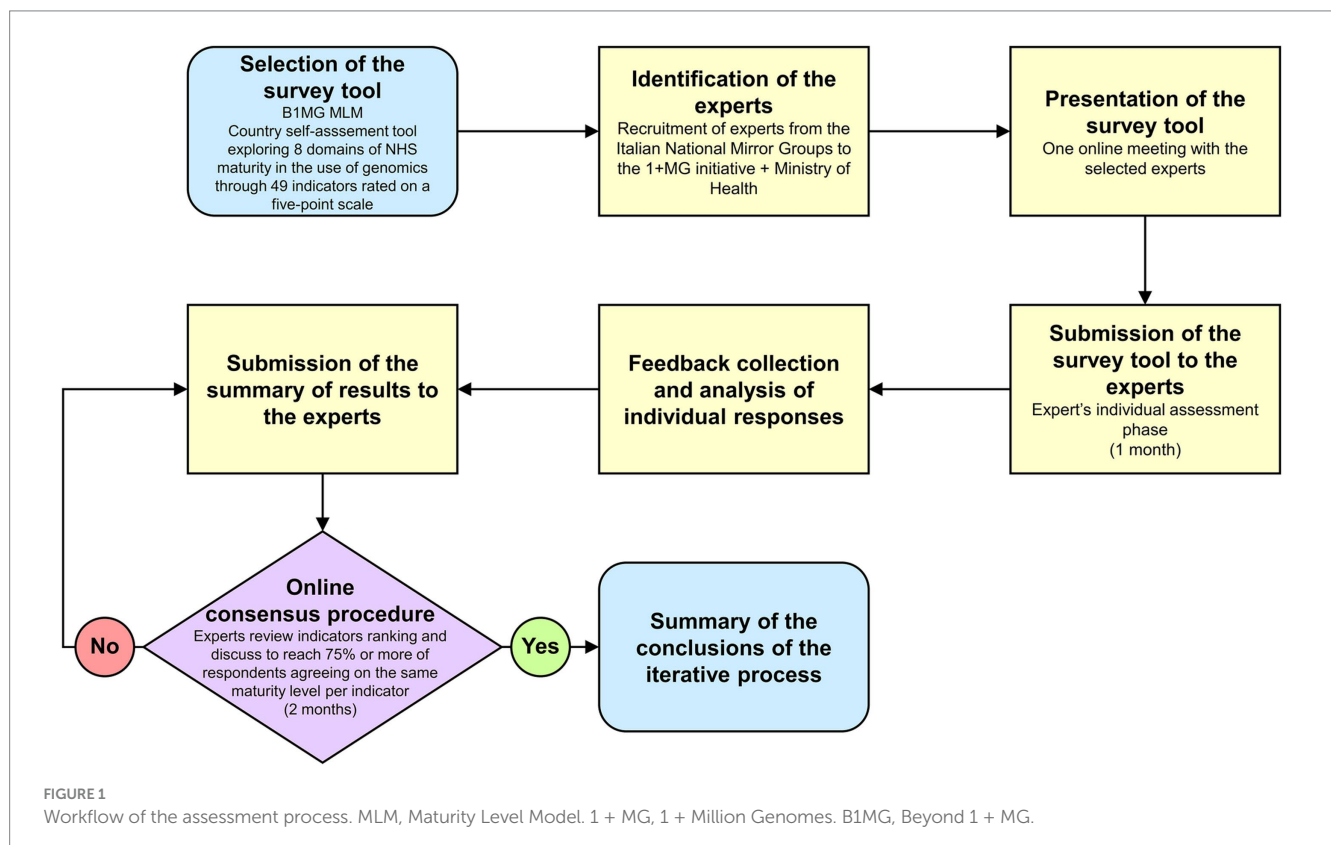 Selection of the
survey tool
B1MG MLM
Country self-asssement tool
exploring 8 domains of NHS
maturity in the use of genomics
through 49 indicators rated on a
five-point scale
Identification of the
experts
Recruitment of experts from the
Italian National Mirror Groups to
the 1+MG initiative + Ministry of
Health
Presentation of the
survey tool
One online meeting with the
selected experts
Submission of the
survey tool to the
experts
Expert's individual assessment
phase
(1 month)
Feedback collection
and analysis of
individual responses
Submission of the
summary of results to
the experts
Online
consensus procedure
Experts review indicators ranking and
discuss to reach 75% or more of
respondents agreeing on the same
maturity level per indicator
(2 months)
No
Yes
Summary of the
conclusions of the
iterative process
FIGURE 1
Workflow of the assessment process. MLM, Maturity Level Model. 1 + MG, 1 + Million Genomes. B1MG, Beyond 1 + MG.